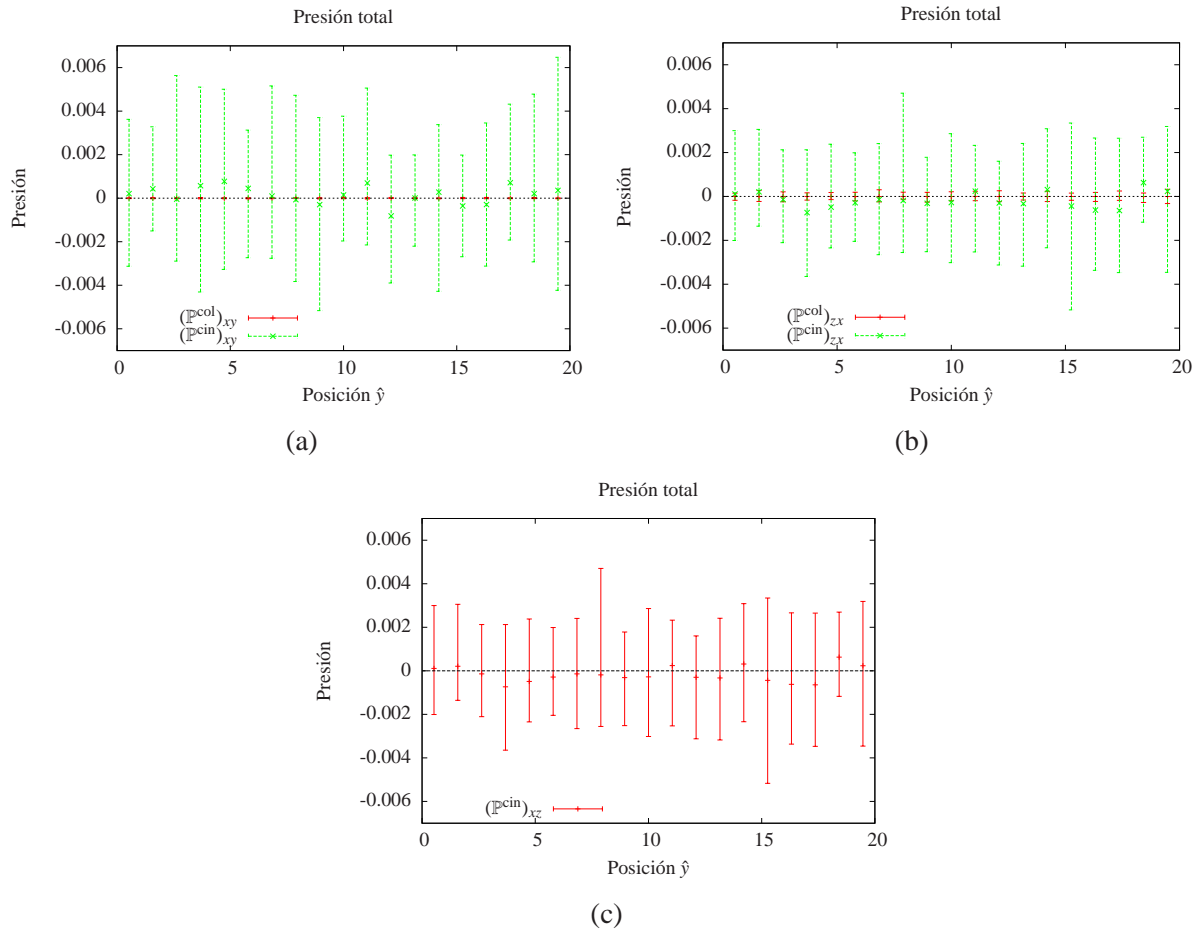 Presión total
Presión
0.006
0.004
0.002
0
-0.002
-0.004
-0.006
(ℙcol)xy
(ℙcin)xy
0 5 10 15 20
Posición ŷ
(a)
Presión total
Presión
0.006
0.004
0.002
0
-0.002
-0.004
-0.006
(ℙcol)zx
(ℙcin)zx
0 5 10 15 20
Posición ŷ
(b)
Presión total
Presión
0.006
0.004
0.002
0
-0.002
-0.004
-0.006
(ℙcin)xz
0 5 10 15 20
Posición ŷ
(c)